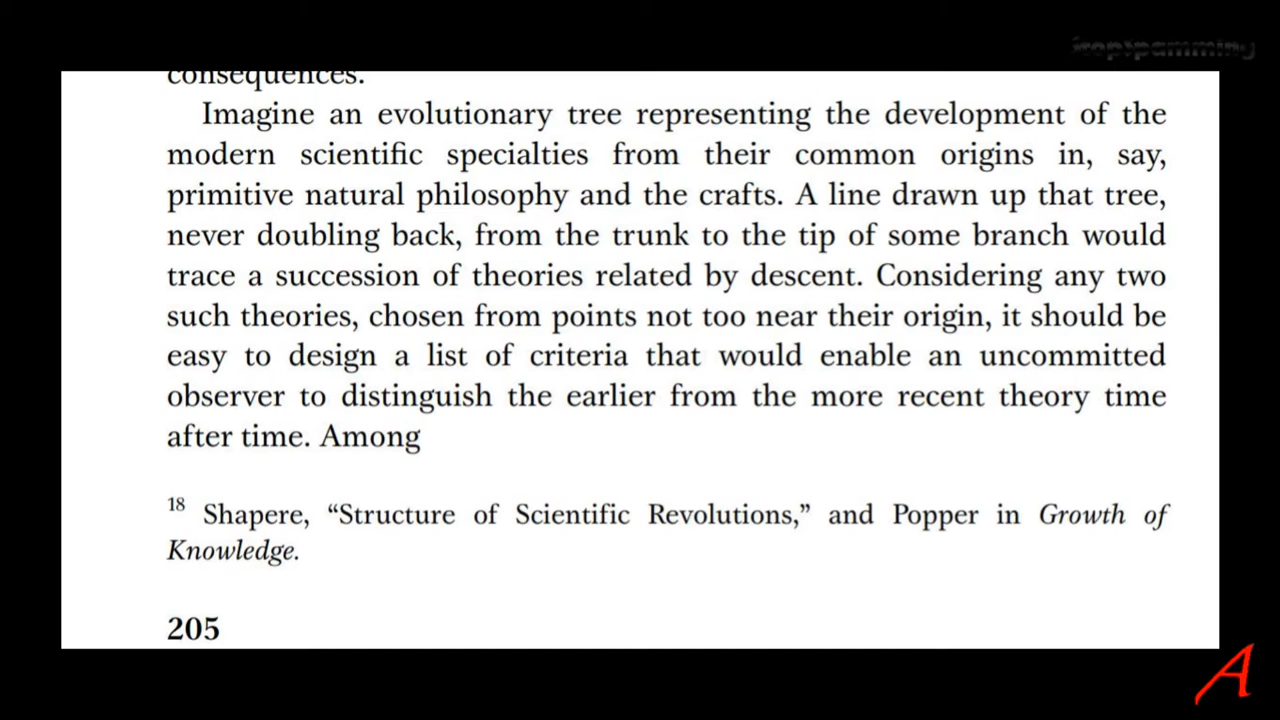 consequences.
Imagine an evolutionary tree representing the development of the
modern scientific specialties from their common origins in, say,
primitive natural philosophy and the crafts. A line drawn up that tree,
never doubling back, from the trunk to the tip of some branch would
trace a succession of theories related by descent. Considering any two
such theories, chosen from points not too near their origin, it should be
easy to design a list of criteria that would enable an uncommitted
observer to distinguish the earlier from the more recent theory time
after time. Among
18 Shapere, “Structure of Scientific Revolutions,” and Popper in Growth of
Knowledge.
205
A